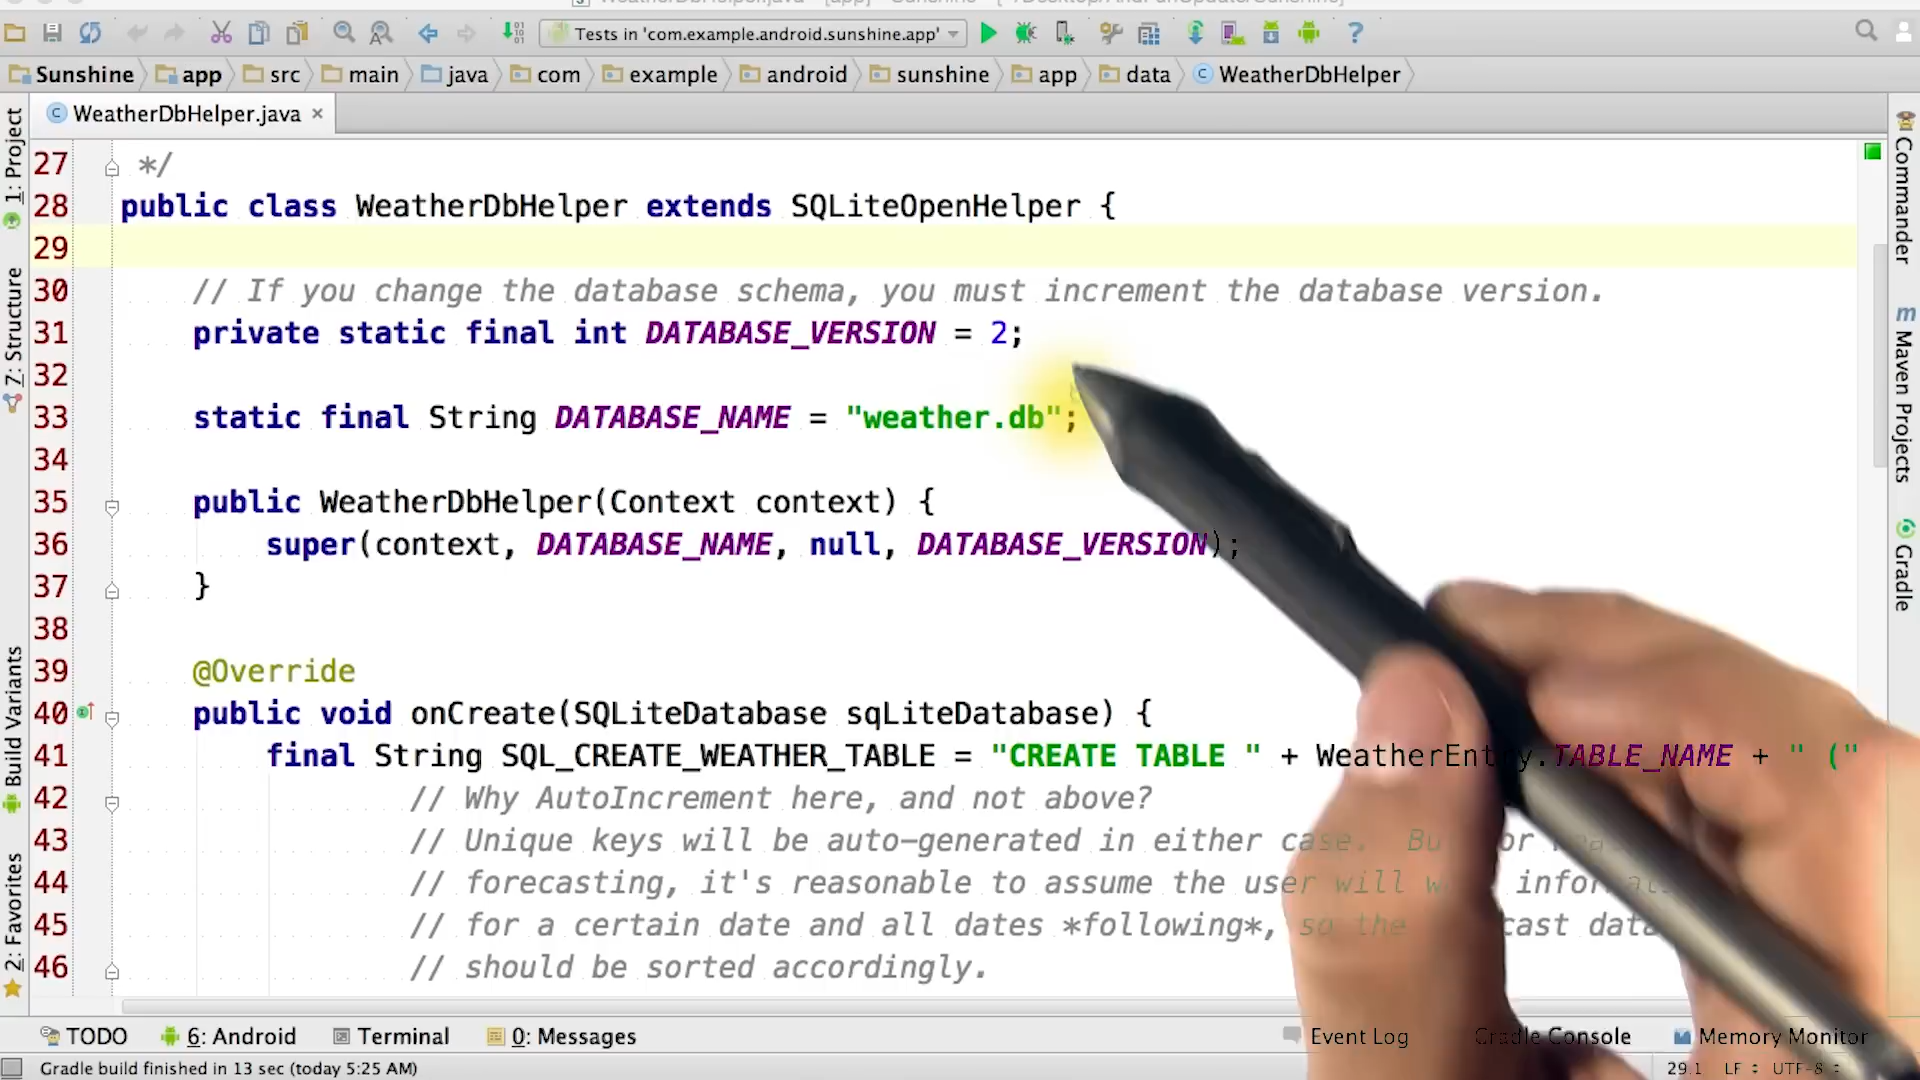 Tests in 'com.example.android.sunshine.app'
Sunshine app src main java com example android sunshine app data WeatherDbHelper
WeatherDbHelper.java
27 */
28 public class WeatherDbHelper extends SQLiteOpenHelper {
29
30 // If you change the database schema, you must increment the database version.
31 private static final int DATABASE_VERSION = 2;
32
33 static final String DATABASE_NAME = "weather.db";
34
35 public WeatherDbHelper(Context context) {
36 super(context, DATABASE_NAME, null, DATABASE_VERSION);
37 }
38
39 @Override
40 public void onCreate(SQLiteDatabase sqLiteDatabase) {
41 final String SQL_CREATE_WEATHER_TABLE = "CREATE TABLE " + WeatherEntry.TABLE_NAME + " ("
42 // Why AutoIncrement here, and not above?
43 // Unique keys will be auto-generated in either case.
44 // forecasting, it's reasonable to assume the user will
45 // for a certain date and all dates *following*, so the
46 // should be sorted accordingly.
1: Project
7: Structure
Build Variants
2: Favorites
Commander
Maven Projects
Gradle
TODO 6: Android Terminal 0: Messages Event Log Gradle Console Memory Monitor
Gradle build finished in 13 sec (today 5:25 AM) 29:1 LF UTF-8